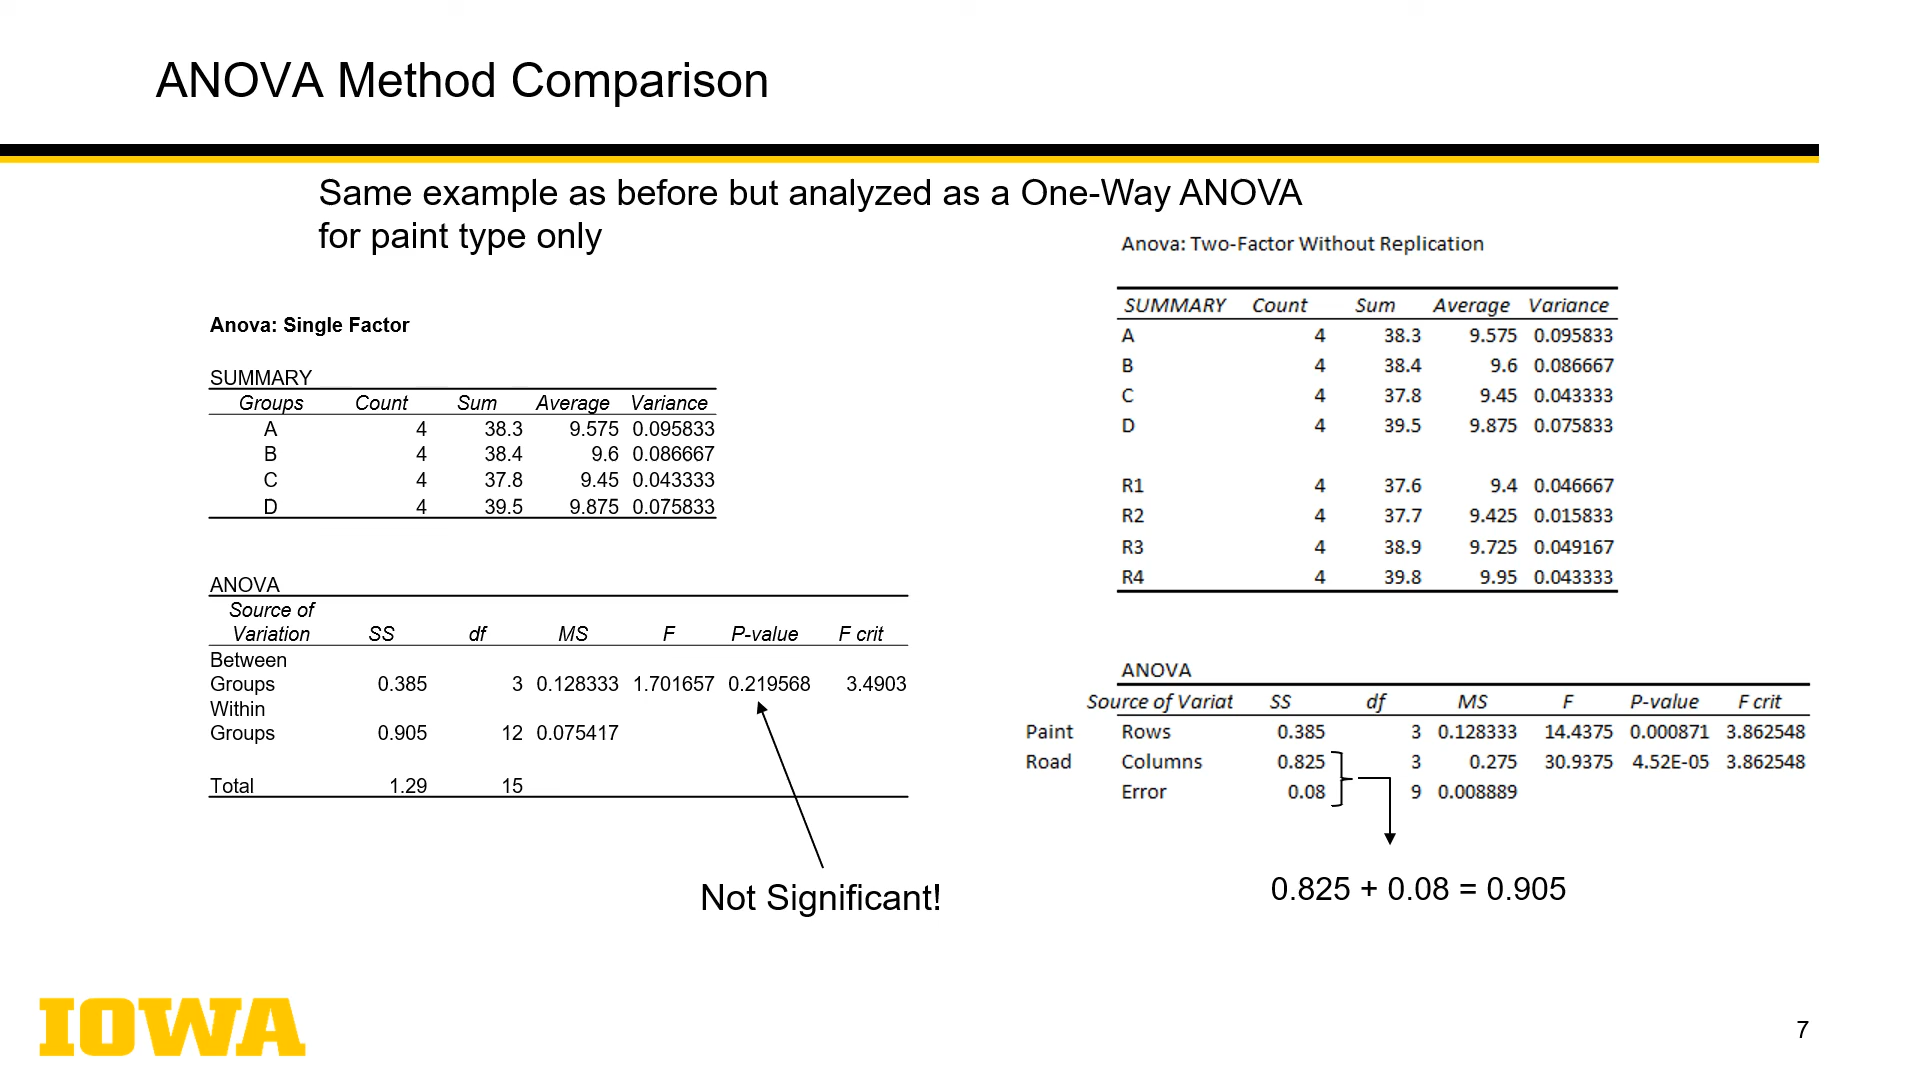 ANOVA Method Comparison
Same example as before but analyzed as a One-Way ANOVA
for paint type only
Anova: Single Factor
SUMMARY
Groups Count Sum Average Variance
A 4 38.3 9.575 0.095833
B 4 38.4 9.6 0.086667
C 4 37.8 9.45 0.043333
D 4 39.5 9.875 0.075833
ANOVA
Source of
Variation SS df MS F P-value F crit
Between
Groups 0.385 3 0.128333 1.701657 0.219568 3.4903
Within
Groups 0.905 12 0.075417
Total 1.29 15
Not Significant!
Anova: Two-Factor Without Replication
SUMMARY Count Sum Average Variance
A 4 38.3 9.575 0.095833
B 4 38.4 9.6 0.086667
C 4 37.8 9.45 0.043333
D 4 39.5 9.875 0.075833
R1 4 37.6 9.4 0.046667
R2 4 37.7 9.425 0.015833
R3 4 38.9 9.725 0.049167
R4 4 39.8 9.95 0.043333
ANOVA
Source of Variat SS df MS F P-value F crit
Paint Rows 0.385 3 0.128333 14.4375 0.000871 3.862548
Road Columns 0.825 3 0.275 30.9375 4.52E-05 3.862548
Error 0.08 9 0.008889
0.825 + 0.08 = 0.905
IOWA
7